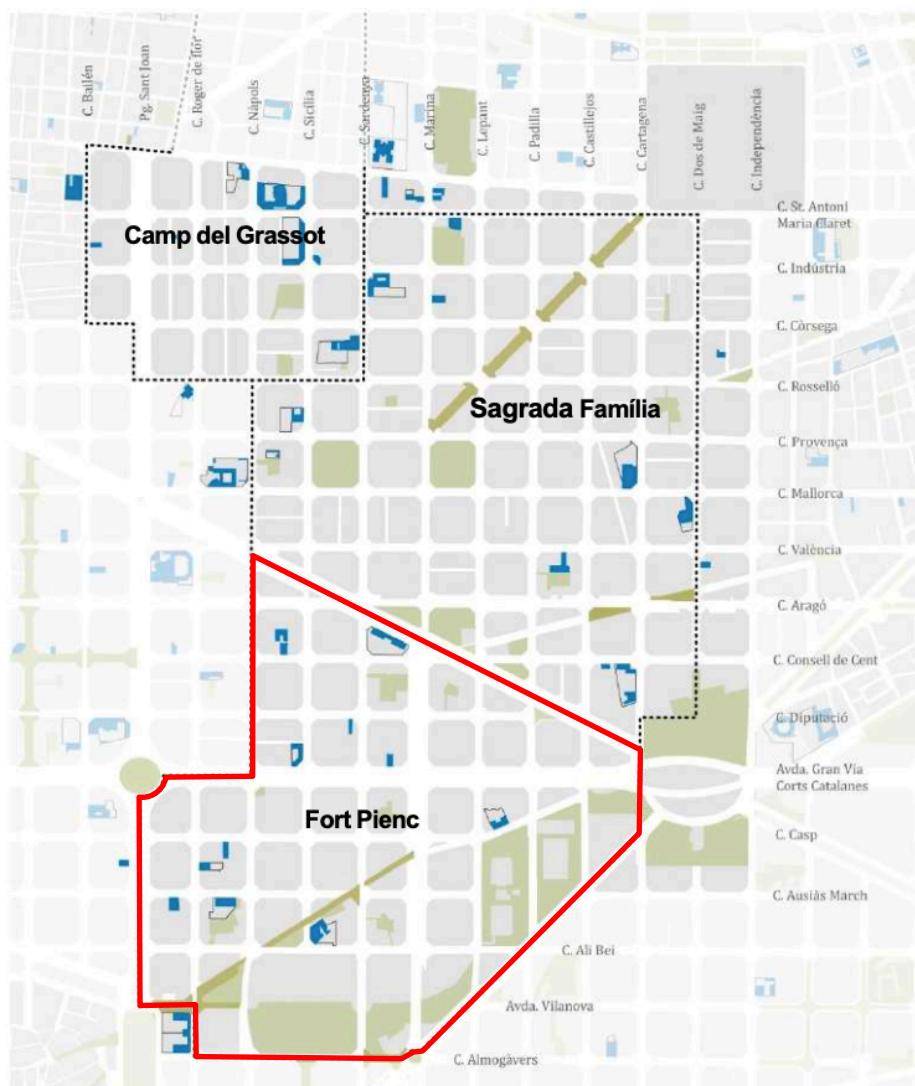 C. Ballén
Pg. Sant Joan
C. Roger de flor
C. Nàpols
C. Sicília
C. Sardenya
C. Marina
C. Lepant
C. Padilla
C. Castillejos
C. Cartagena
C. Dos de Maig
C. Independència
C. St. Antoni
Maria Claret
Camp del Grassot
C. Indústria
C. Còrsega
C. Rosselló
Sagrada Família
C. Provença
C. Mallorca
C. València
C. Aragó
C. Consell de Cent
C. Diputació
Avda. Gran Via
Corts Catalanes
Fort Pienc
C. Casp
C. Ausiàs March
C. Ali Bei
Avda. Vilanova
C. Almogàvers